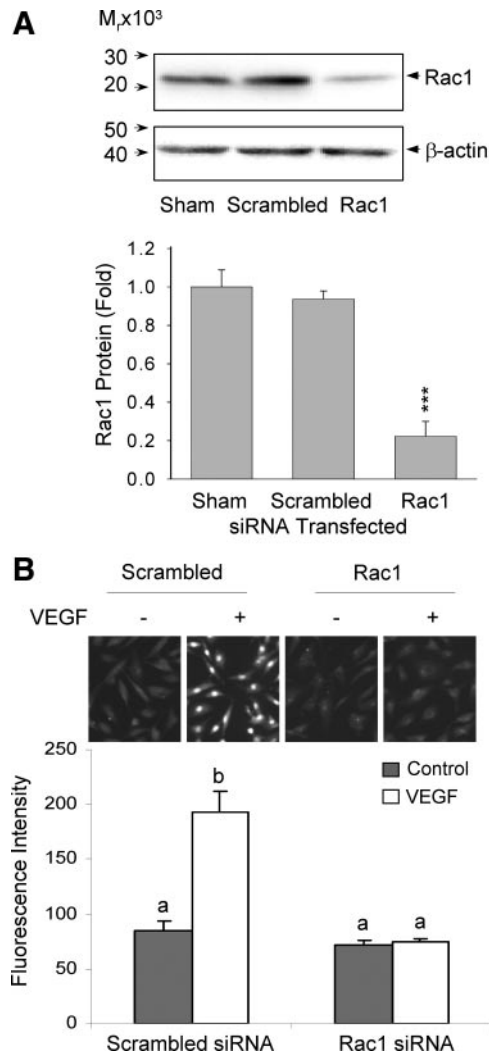 A
Mrx10³
30
20
Rac1
50
40
β-actin
Sham Scrambled Rac1
Rac1 Protein (Fold)
1.2
1.0
0.8
0.6
0.4
0.2
0.0
***
Sham Scrambled Rac1
siRNA Transfected
B
Scrambled Rac1
VEGF - + - +
Fluorescence Intensity
250
200
150
100
50
0
Control
VEGF
a
b
a
a
Scrambled siRNA Rac1 siRNA